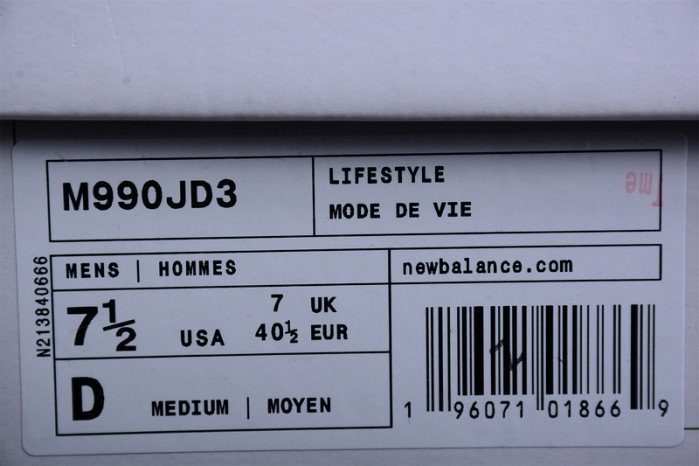 M990JD3
LIFESTYLE
MODE DE VIE
MENS | HOMMES
newbalance.com
7½ USA
7 UK
40½ EUR
D MEDIUM | MOYEN
N213840666
1 96071 01866 9